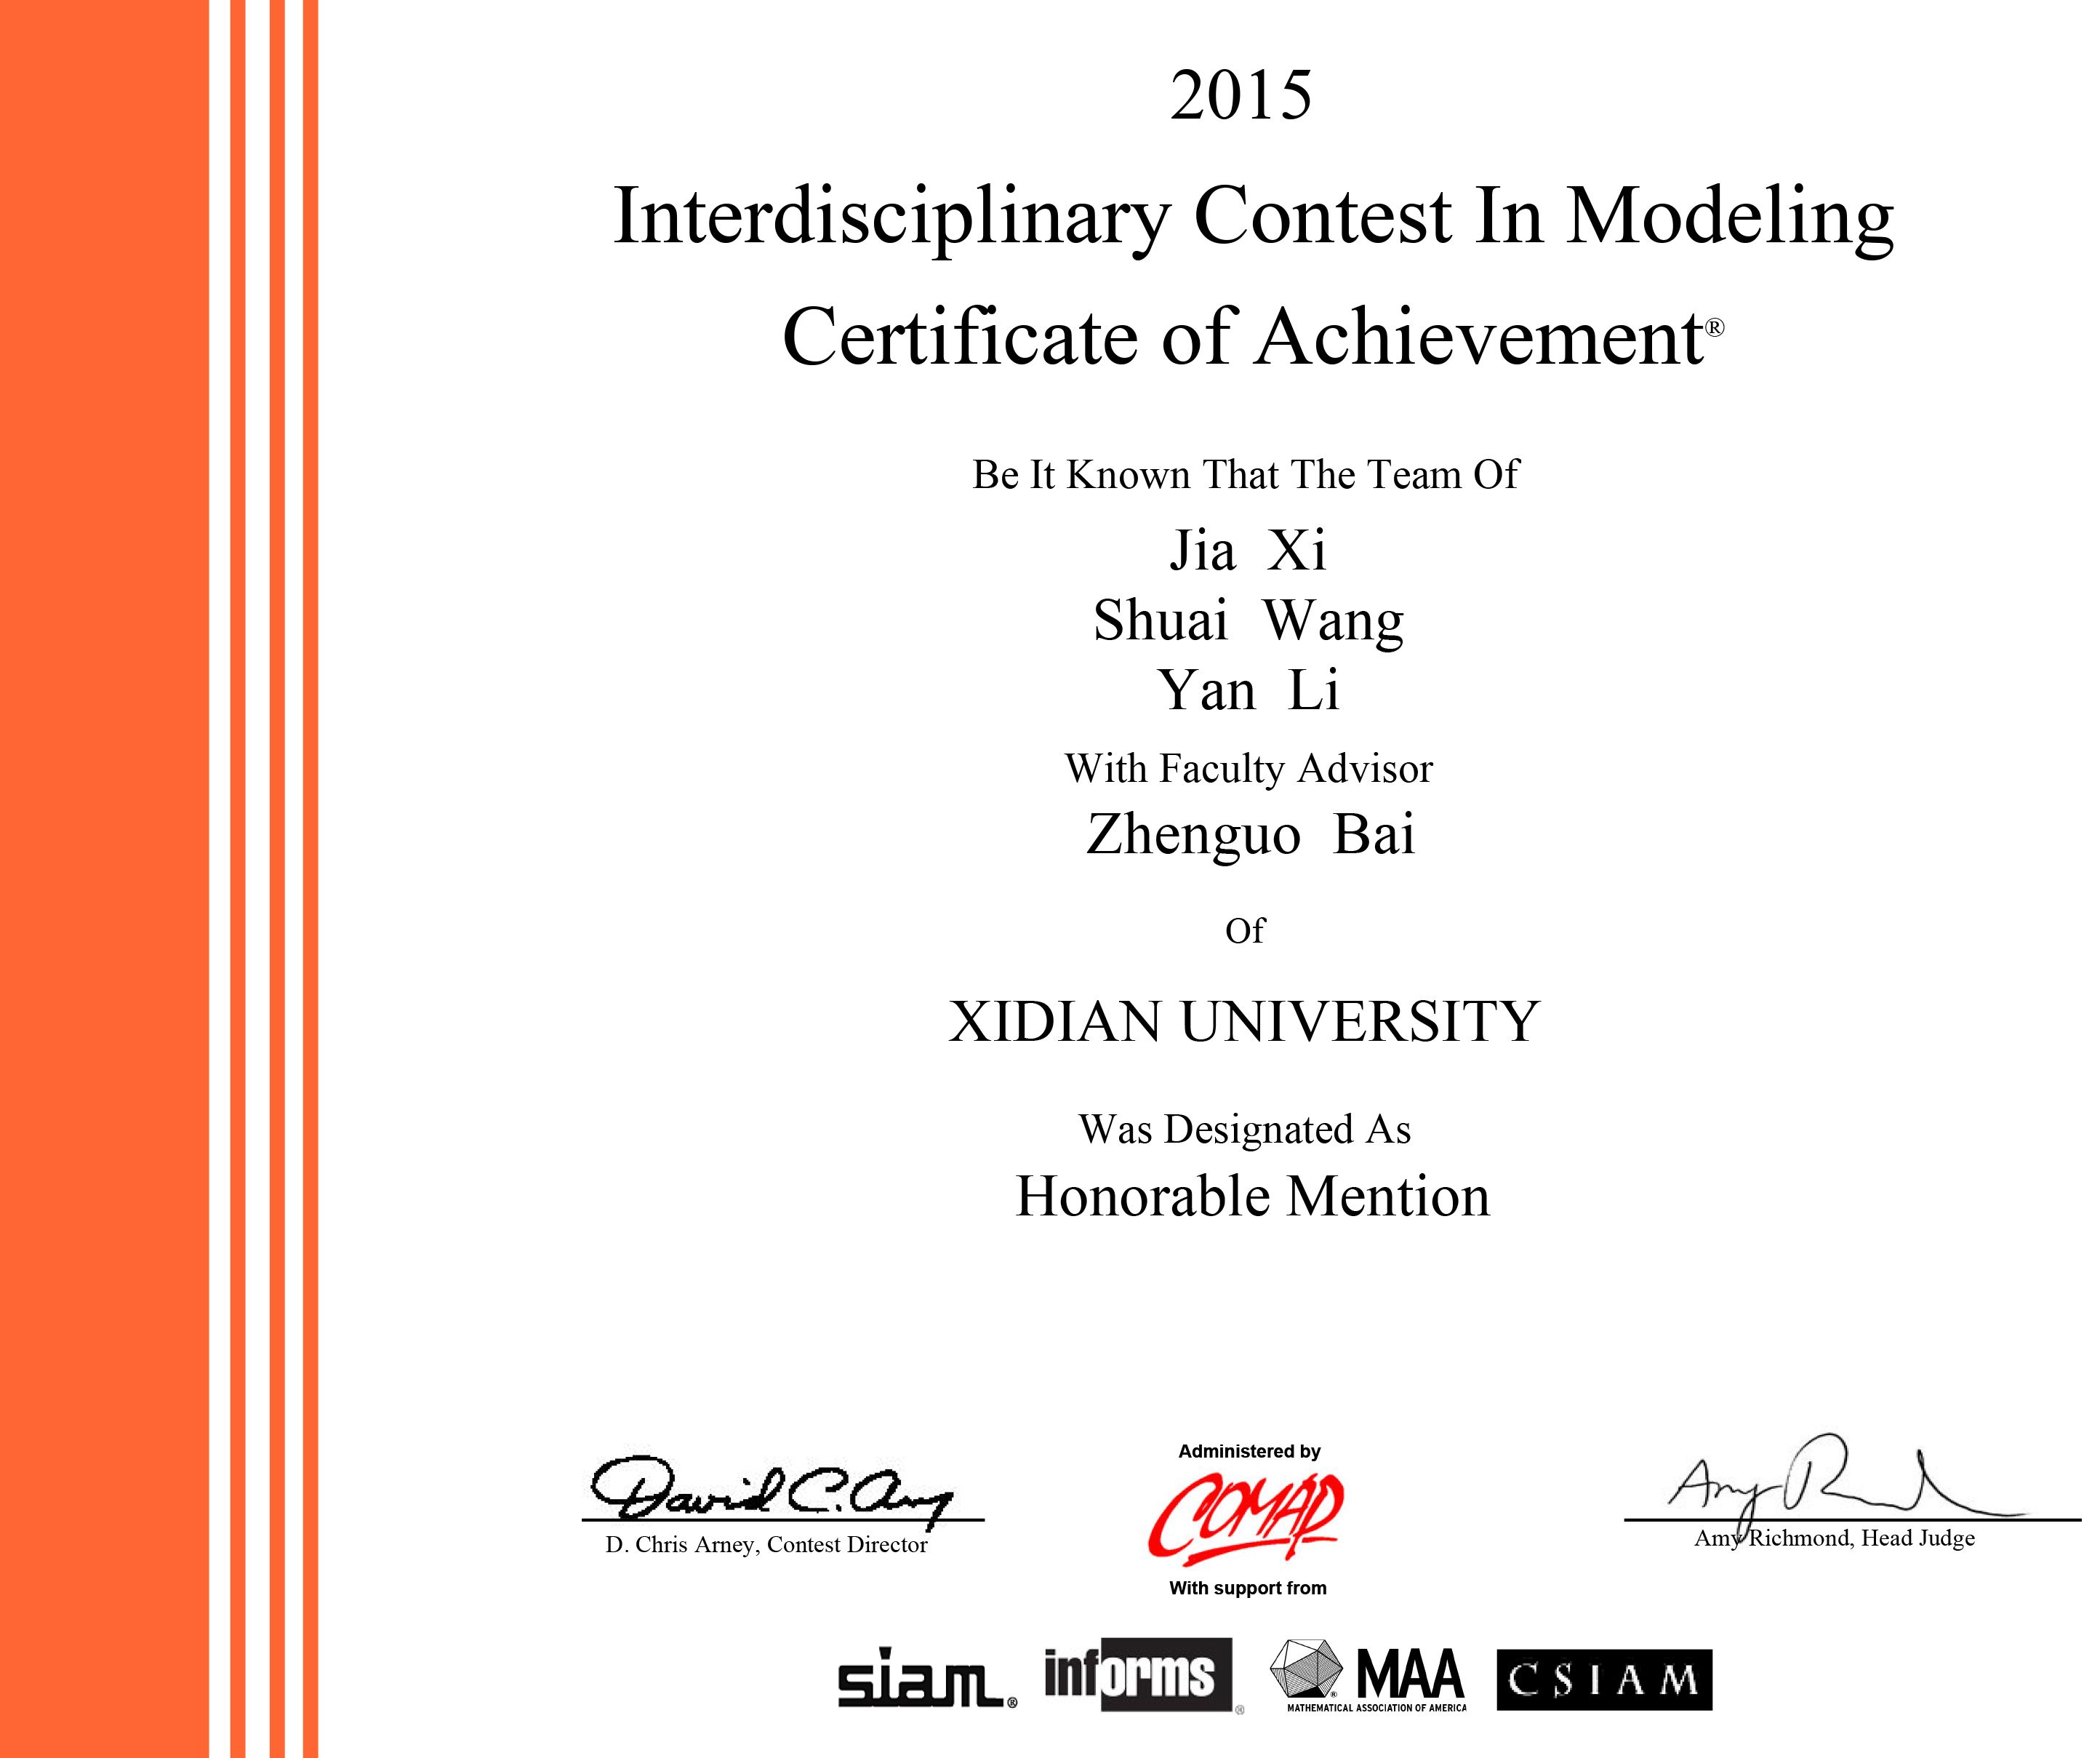 2015
Interdisciplinary Contest In Modeling
Certificate of Achievement®
Be It Known That The Team Of
Jia Xi
Shuai Wang
Yan Li
With Faculty Advisor
Zhenguo Bai
Of
XIDIAN UNIVERSITY
Was Designated As
Honorable Mention
David C. Arney
D. Chris Arney, Contest Director
Administered by
COMAP
With support from
Amy R
Amy Richmond, Head Judge
siam®
informs®
MAA
MATHEMATICAL ASSOCIATION OF AMERICA
CSIAM